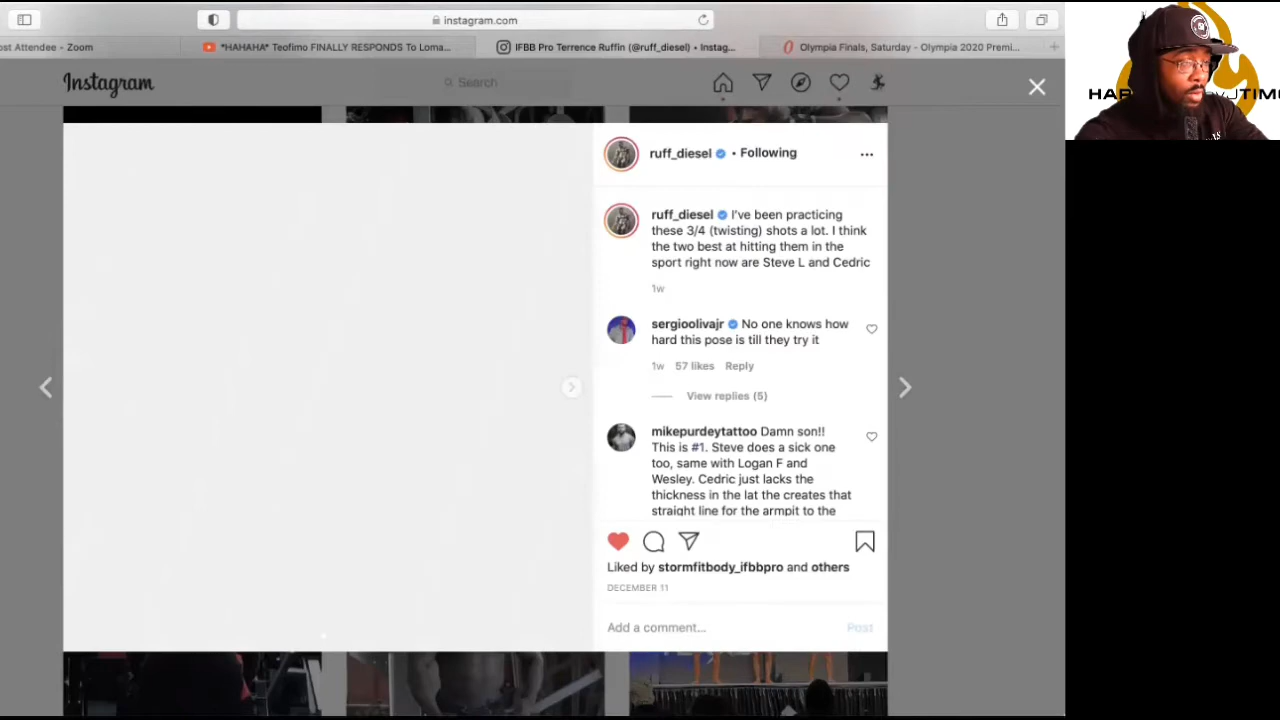 instagram.com
ost Attendee - Zoom
*HAHAHA* Teofimo FINALLY RESPONDS To Loma...
IFBB Pro Terrence Ruffin (@ruff_diesel) • Instag...
Olympia Finals, Saturday - Olympia 2020 Premi...
Instagram
Search
ruff_diesel • Following
ruff_diesel I've been practicing
these 3/4 (twisting) shots a lot. I think
the two best at hitting them in the
sport right now are Steve L and Cedric
1w
sergioolivajr No one knows how
hard this pose is till they try it
1w 57 likes Reply
View replies (5)
mikepurdeytattoo Damn son!!
This is #1. Steve does a sick one
too, same with Logan F and
Wesley. Cedric just lacks the
thickness in the lat the creates that
straight line for the armpit to the
Liked by stormfitbody_ifbbpro and others
DECEMBER 11
Add a comment...
Post